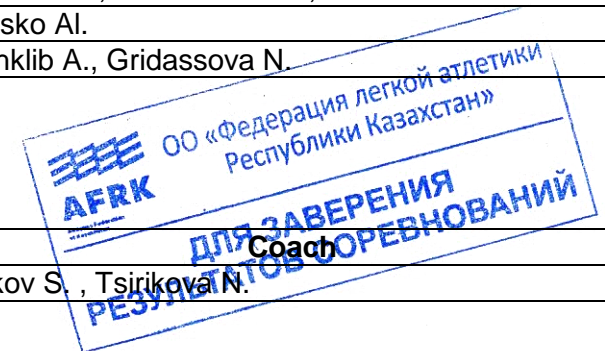 sko Al.
nklib A., Gridassova N.
ОО «Федерация легкой атлетики
Республики Казахстан»
AFRK
ДЛЯ ЗАВЕРЕНИЯ
РЕЗУЛЬТАТОВ СОРЕВНОВАНИЙ
Coach
kov S. , Tsirikova N.